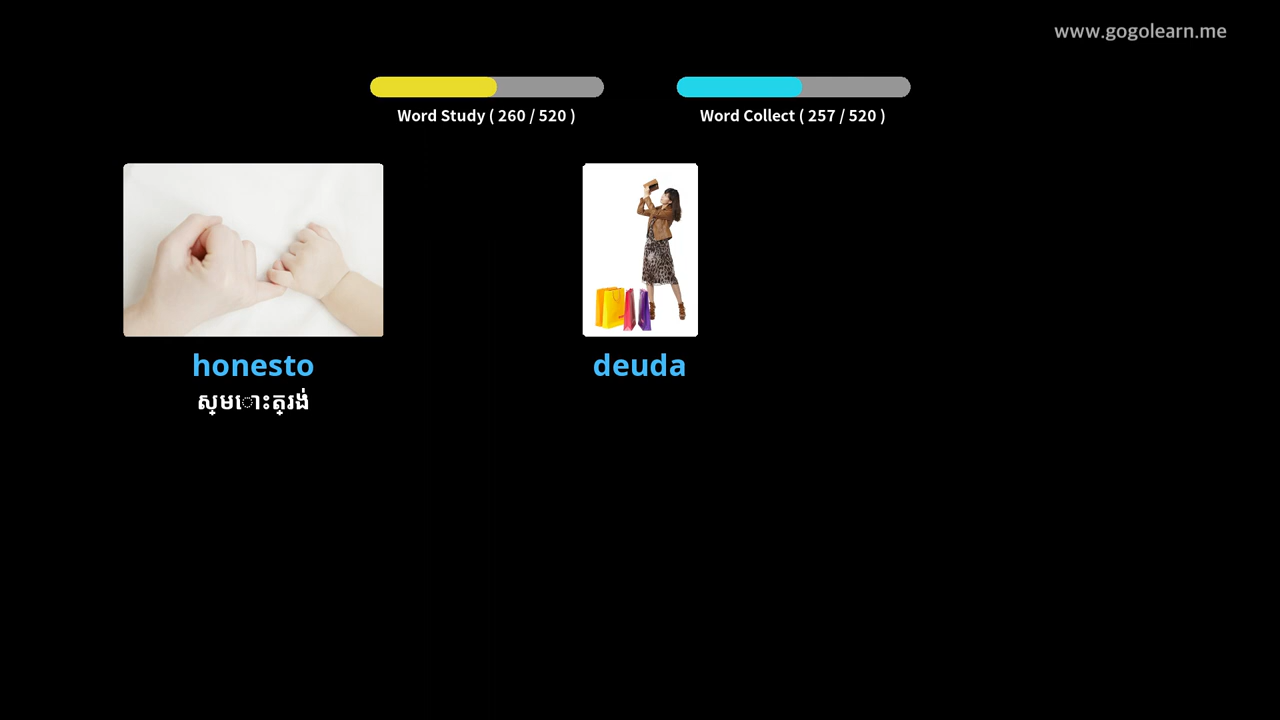 www.gogolearn.me
Word Study ( 260 / 520 )
Word Collect ( 257 / 520 )
honesto
deuda
ស្មោះត្រង់